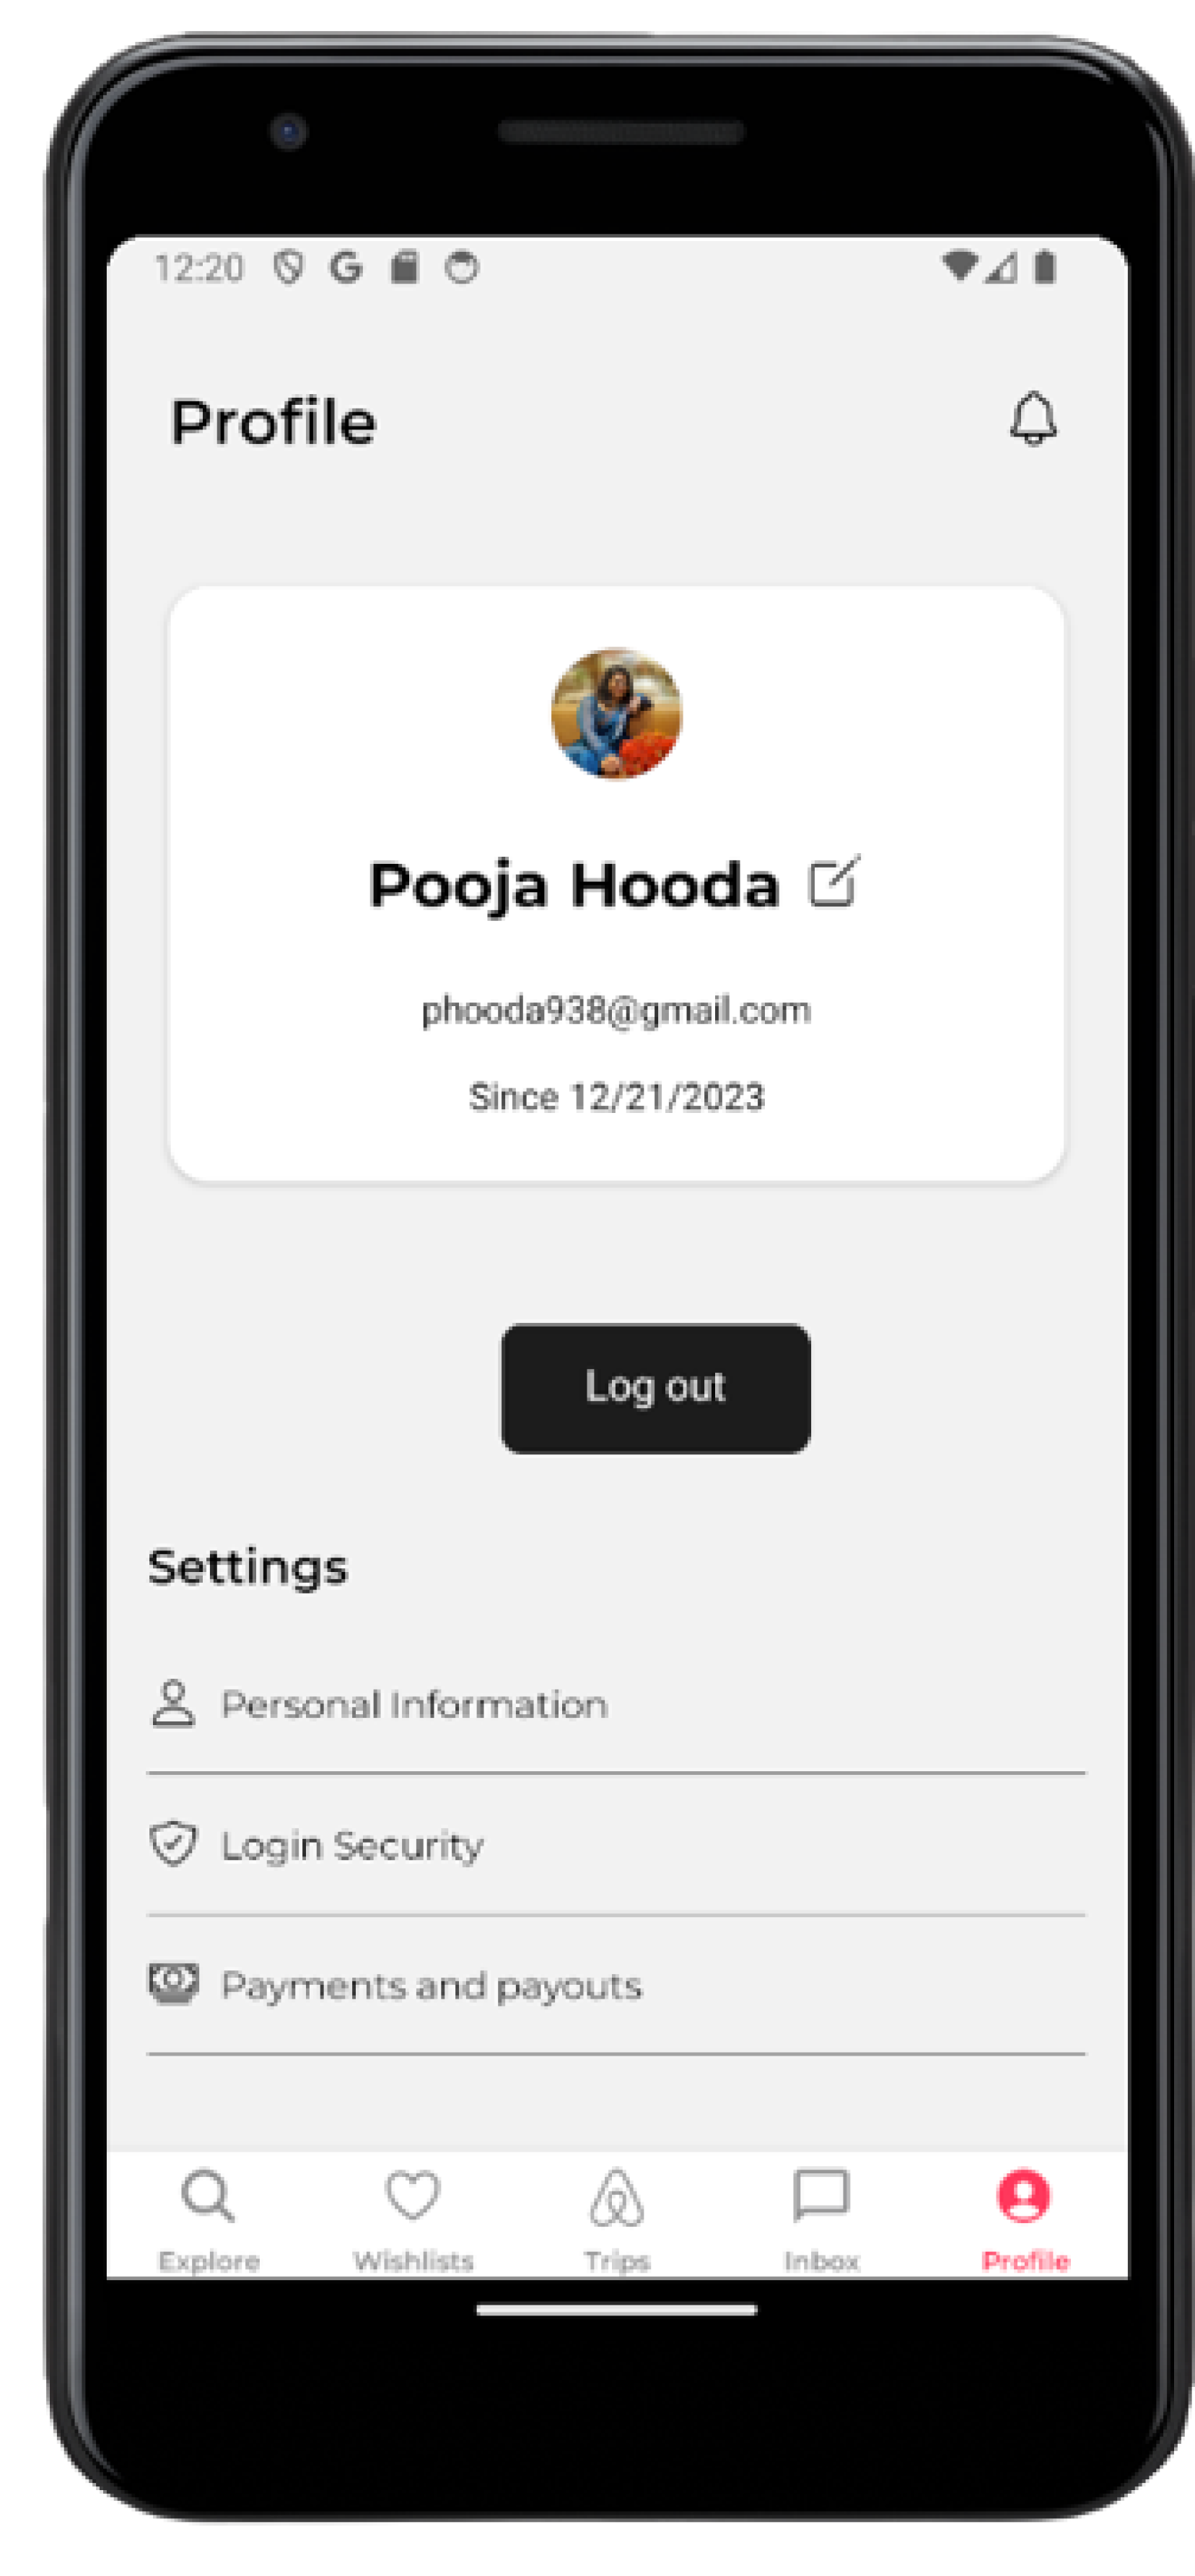 12:20
Profile
Pooja Hooda
phooda938@gmail.com
Since 12/21/2023
Log out
Settings
Personal Information
Login Security
Payments and payouts
Explore Wishlists Trips Inbox Profile